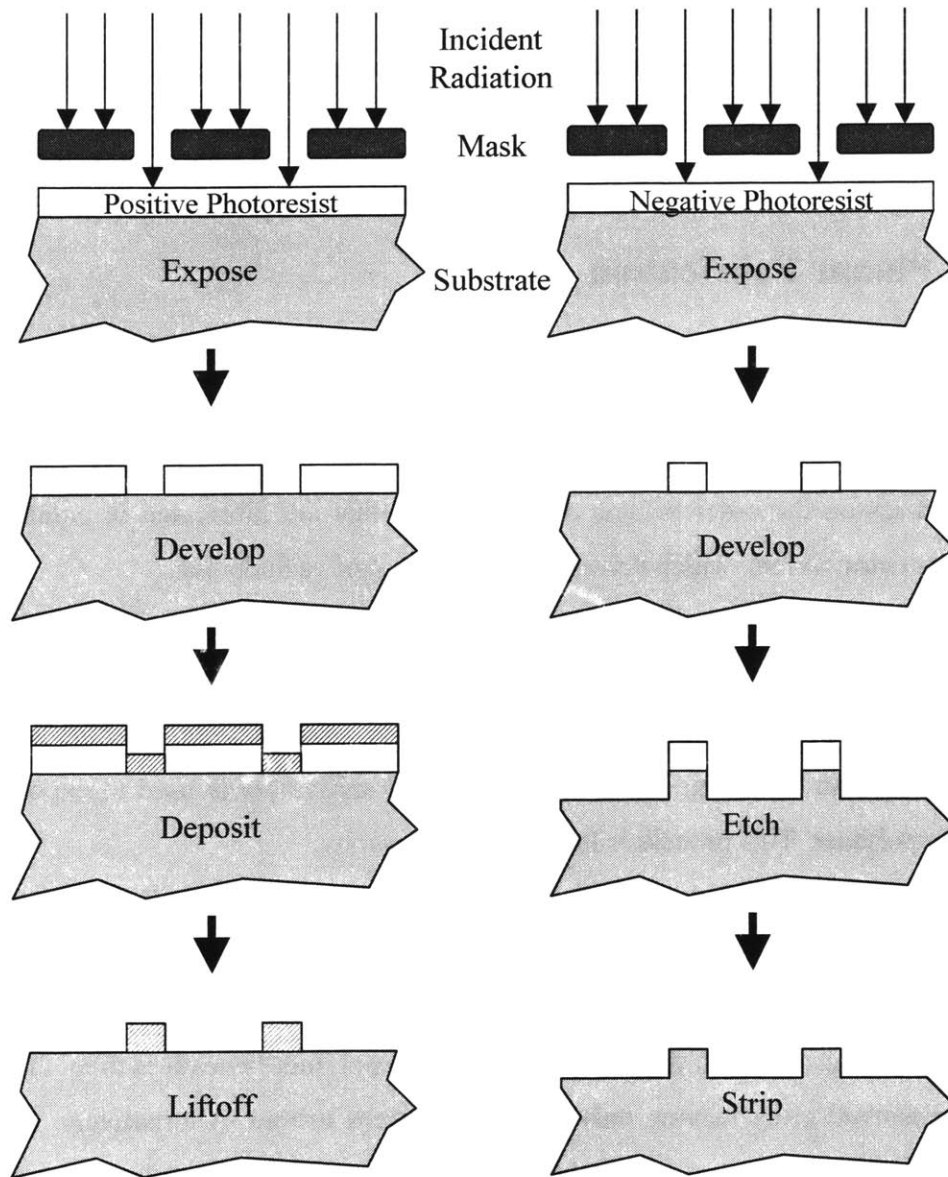 Incident
Radiation
Mask
Positive Photoresist
Negative Photoresist
Expose
Substrate
Expose
Develop
Develop
Deposit
Etch
Liftoff
Strip